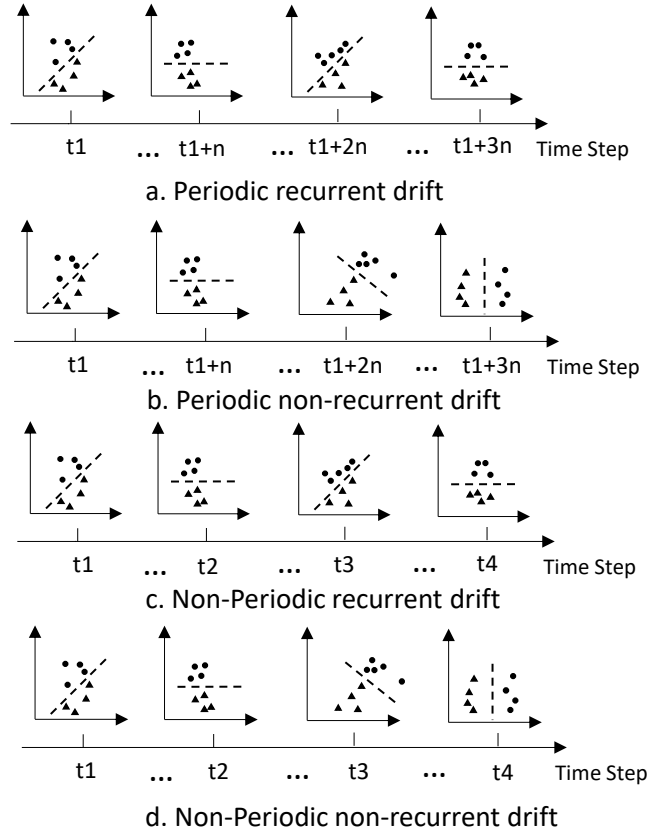 t1 ... t1+n ... t1+2n ... t1+3n Time Step
a. Periodic recurrent drift
t1 ... t1+n ... t1+2n ... t1+3n Time Step
b. Periodic non-recurrent drift
t1 ... t2 ... t3 ... t4 Time Step
c. Non-Periodic recurrent drift
t1 ... t2 ... t3 ... t4 Time Step
d. Non-Periodic non-recurrent drift